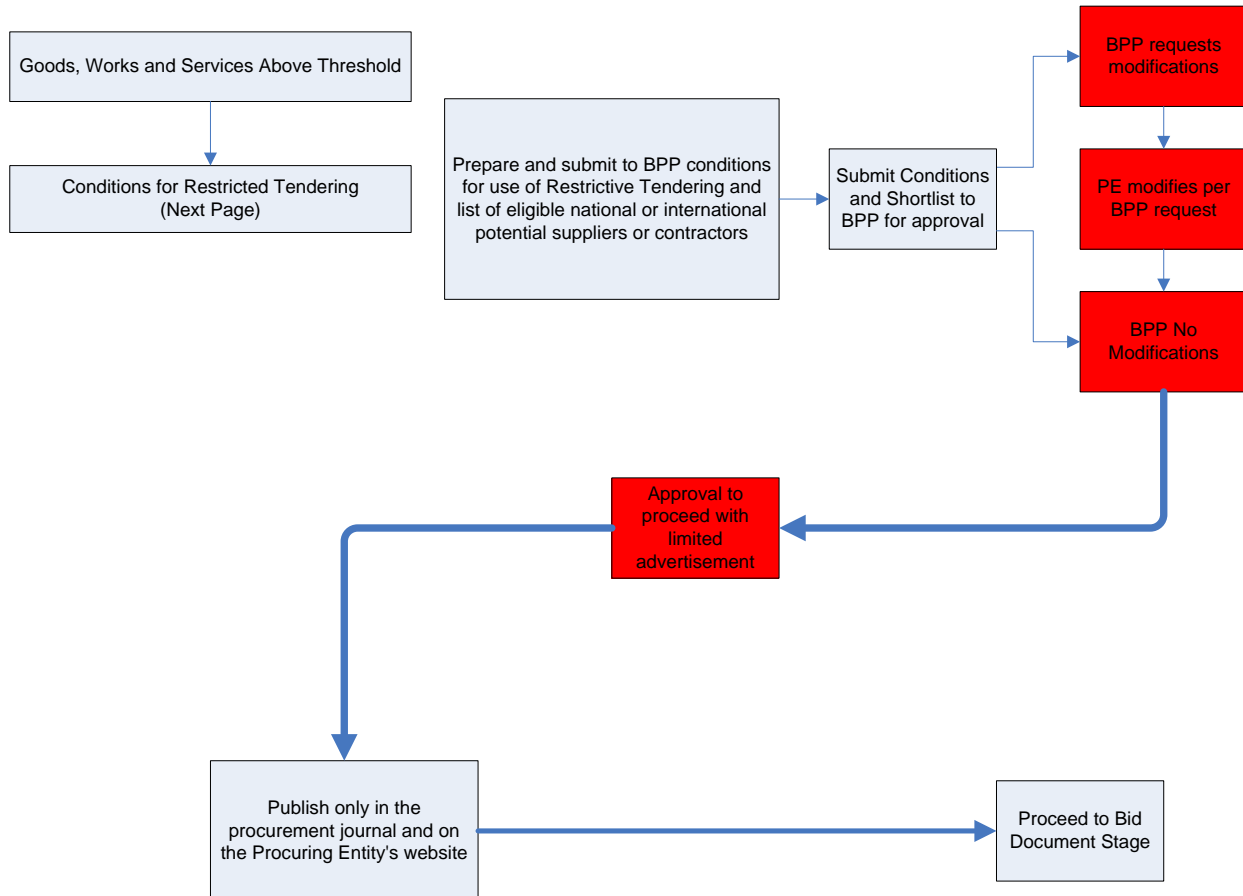 Goods, Works and Services Above Threshold
Conditions for Restricted Tendering
(Next Page)
Prepare and submit to BPP conditions
for use of Restrictive Tendering and
list of eligible national or international
potential suppliers or contractors
Submit Conditions
and Shortlist to
BPP for approval
BPP requests
modifications
PE modifies per
BPP request
BPP No
Modifications
Approval to
proceed with
limited
advertisement
Publish only in the
procurement journal and on
the Procuring Entity's website
Proceed to Bid
Document Stage